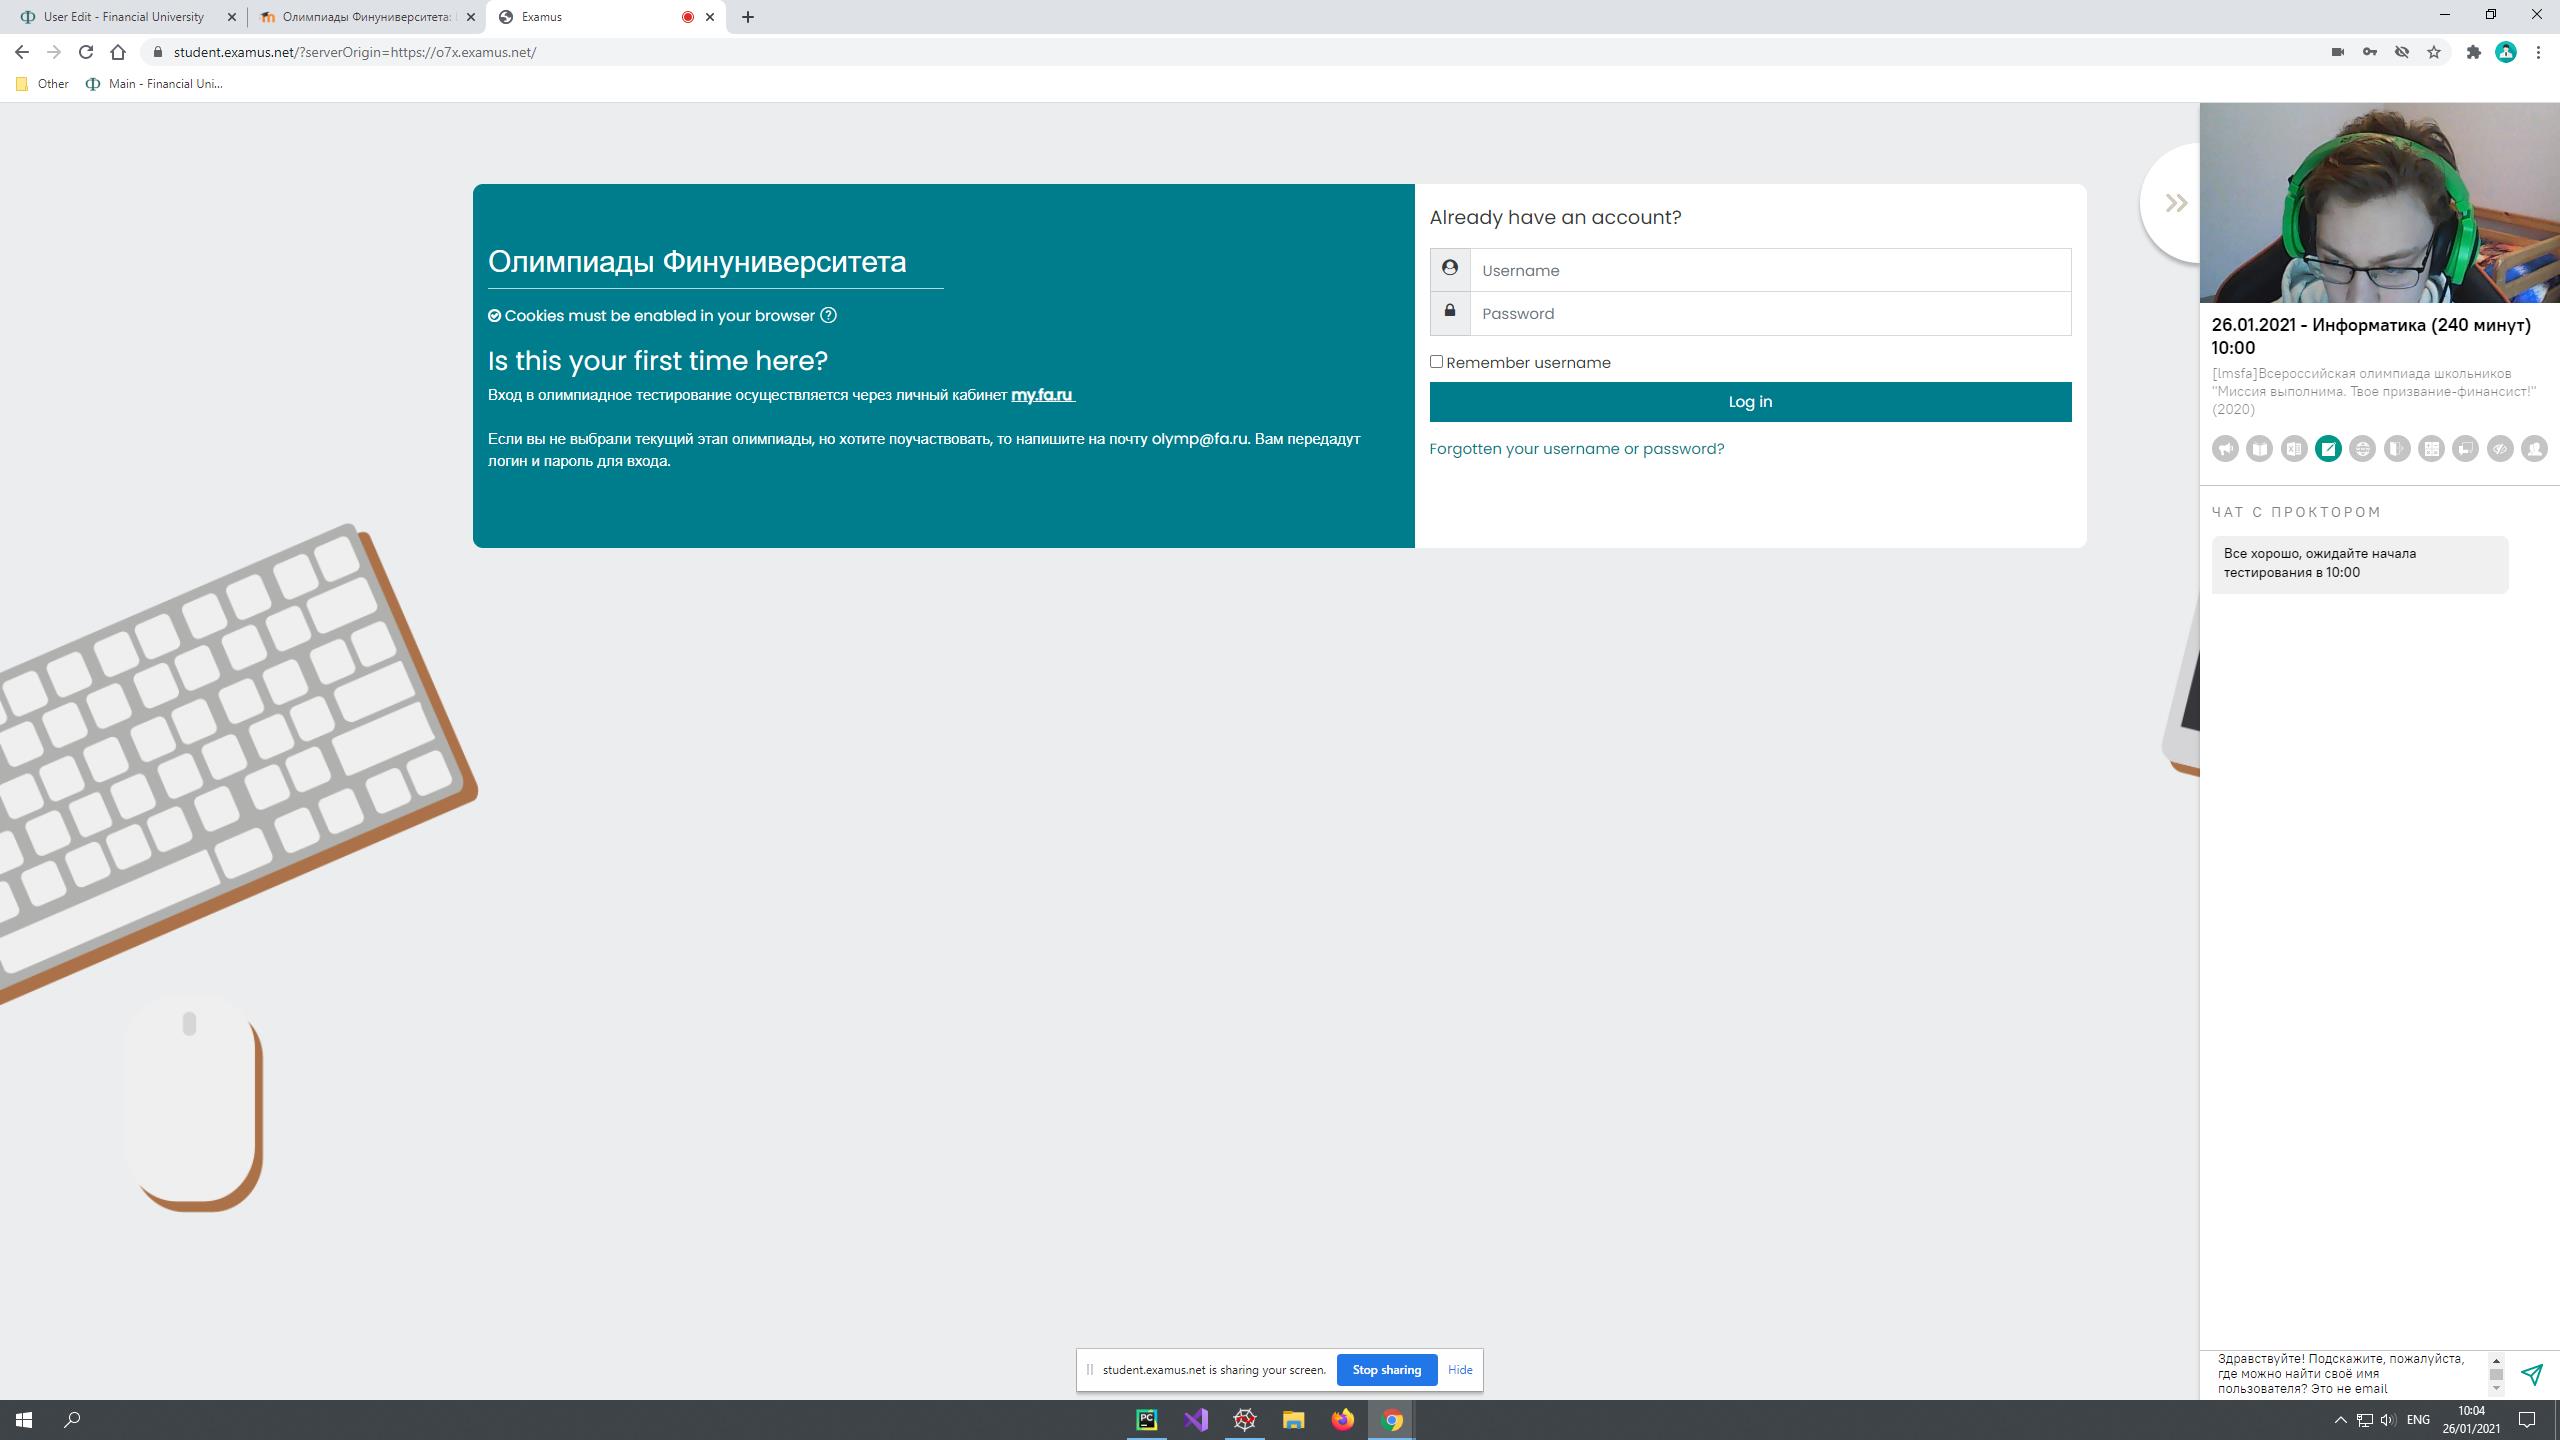 User Edit - Financial University
Олимпиады Финуниверситета:
Examus
student.examus.net/?serverOrigin=https://o7x.examus.net/
Other
Main - Financial Uni...
Олимпиады Финуниверситета
Cookies must be enabled in your browser
Is this your first time here?
Вход в олимпиадное тестирование осуществляется через личный кабинет my.fa.ru
Если вы не выбрали текущий этап олимпиады, но хотите поучаствовать, то напишите на почту olymp@fa.ru. Вам передадут
логин и пароль для входа.
Already have an account?
Username
Password
Remember username
Log in
Forgotten your username or password?
26.01.2021 - Информатика (240 минут)
10:00
[lmsfa]Всероссийская олимпиада школьников
"Миссия выполнима. Твое призвание-финансист!"
(2020)
ЧАТ С ПРОКТОРОМ
Все хорошо, ожидайте начала
тестирования в 10:00
Здравствуйте! Подскажите, пожалуйста,
где можно найти своё имя
пользователя? Это не email
student.examus.net is sharing your screen.
Stop sharing
Hide
PC
ENG
10:04
26/01/2021